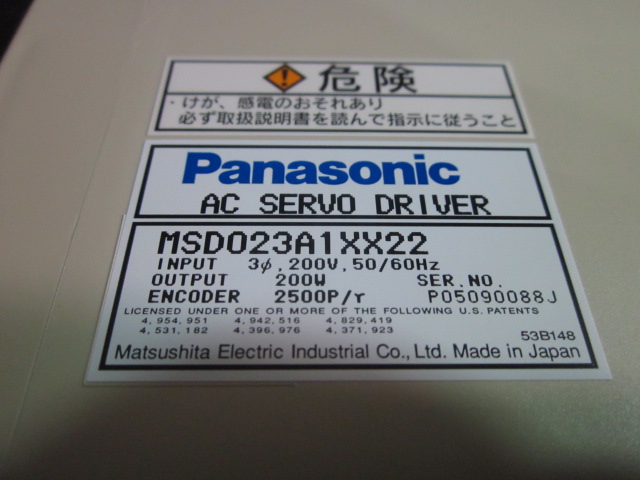 危険
・けが、感電のおそれあり
必ず取扱説明書を読んで指示に従うこと
Panasonic
AC SERVO DRIVER
MSD023A1XX22
INPUT 3φ,200V,50/60Hz
OUTPUT 200W SER.NO.
ENCODER 2500P/r P05090088J
LICENSED UNDER ONE OR MORE OF THE FOLLOWING U.S. PATENTS
4,954,951 4,942,516 4,829,419
4,531,182 4,396,976 4,371,923
53B148
Matsushita Electric Industrial Co.,Ltd. Made in Japan